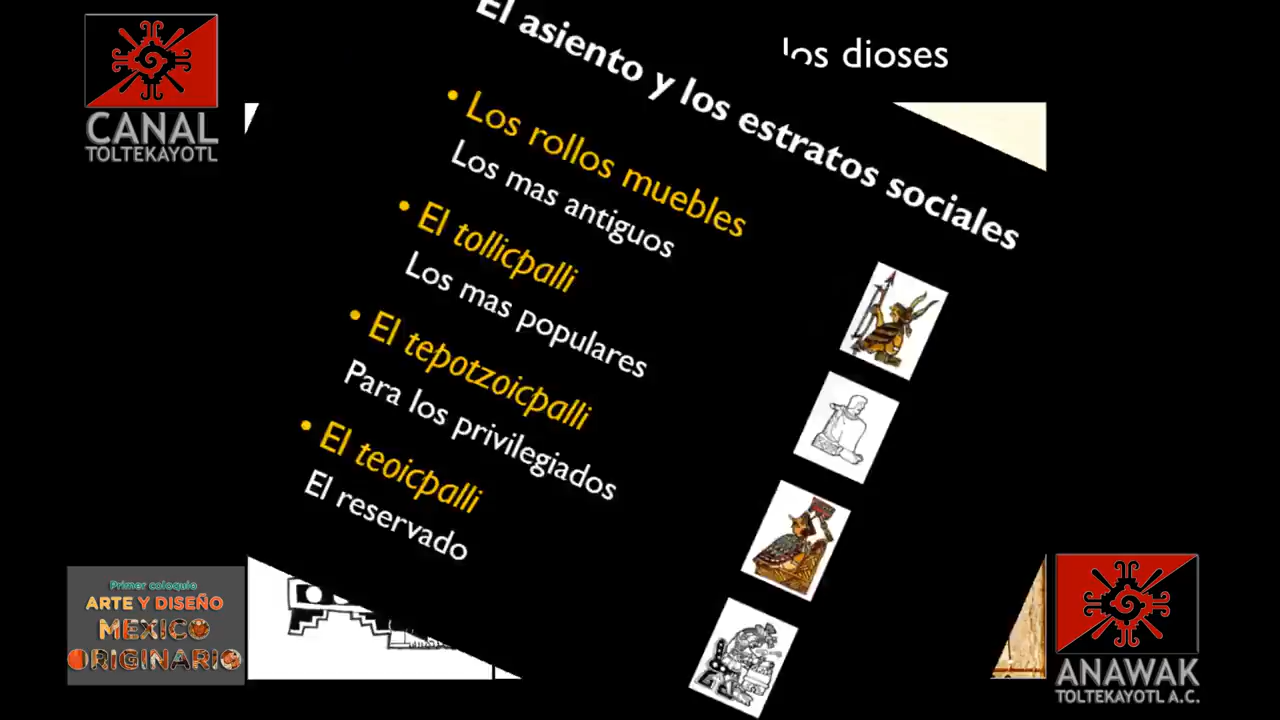 CANAL
TOLTEKAYOTL
los dioses
El asiento y los estratos sociales
• Los rollos muebles
Los mas antiguos
• El tollicpalli
Los mas populares
• El tepotzoicpalli
Para los privilegiados
• El teoicpalli
El reservado
Primer coloquio
ARTE Y DISEÑO
MEXICO
ORIGINARIO
ANAWAK
TOLTEKAYOTL A.C.